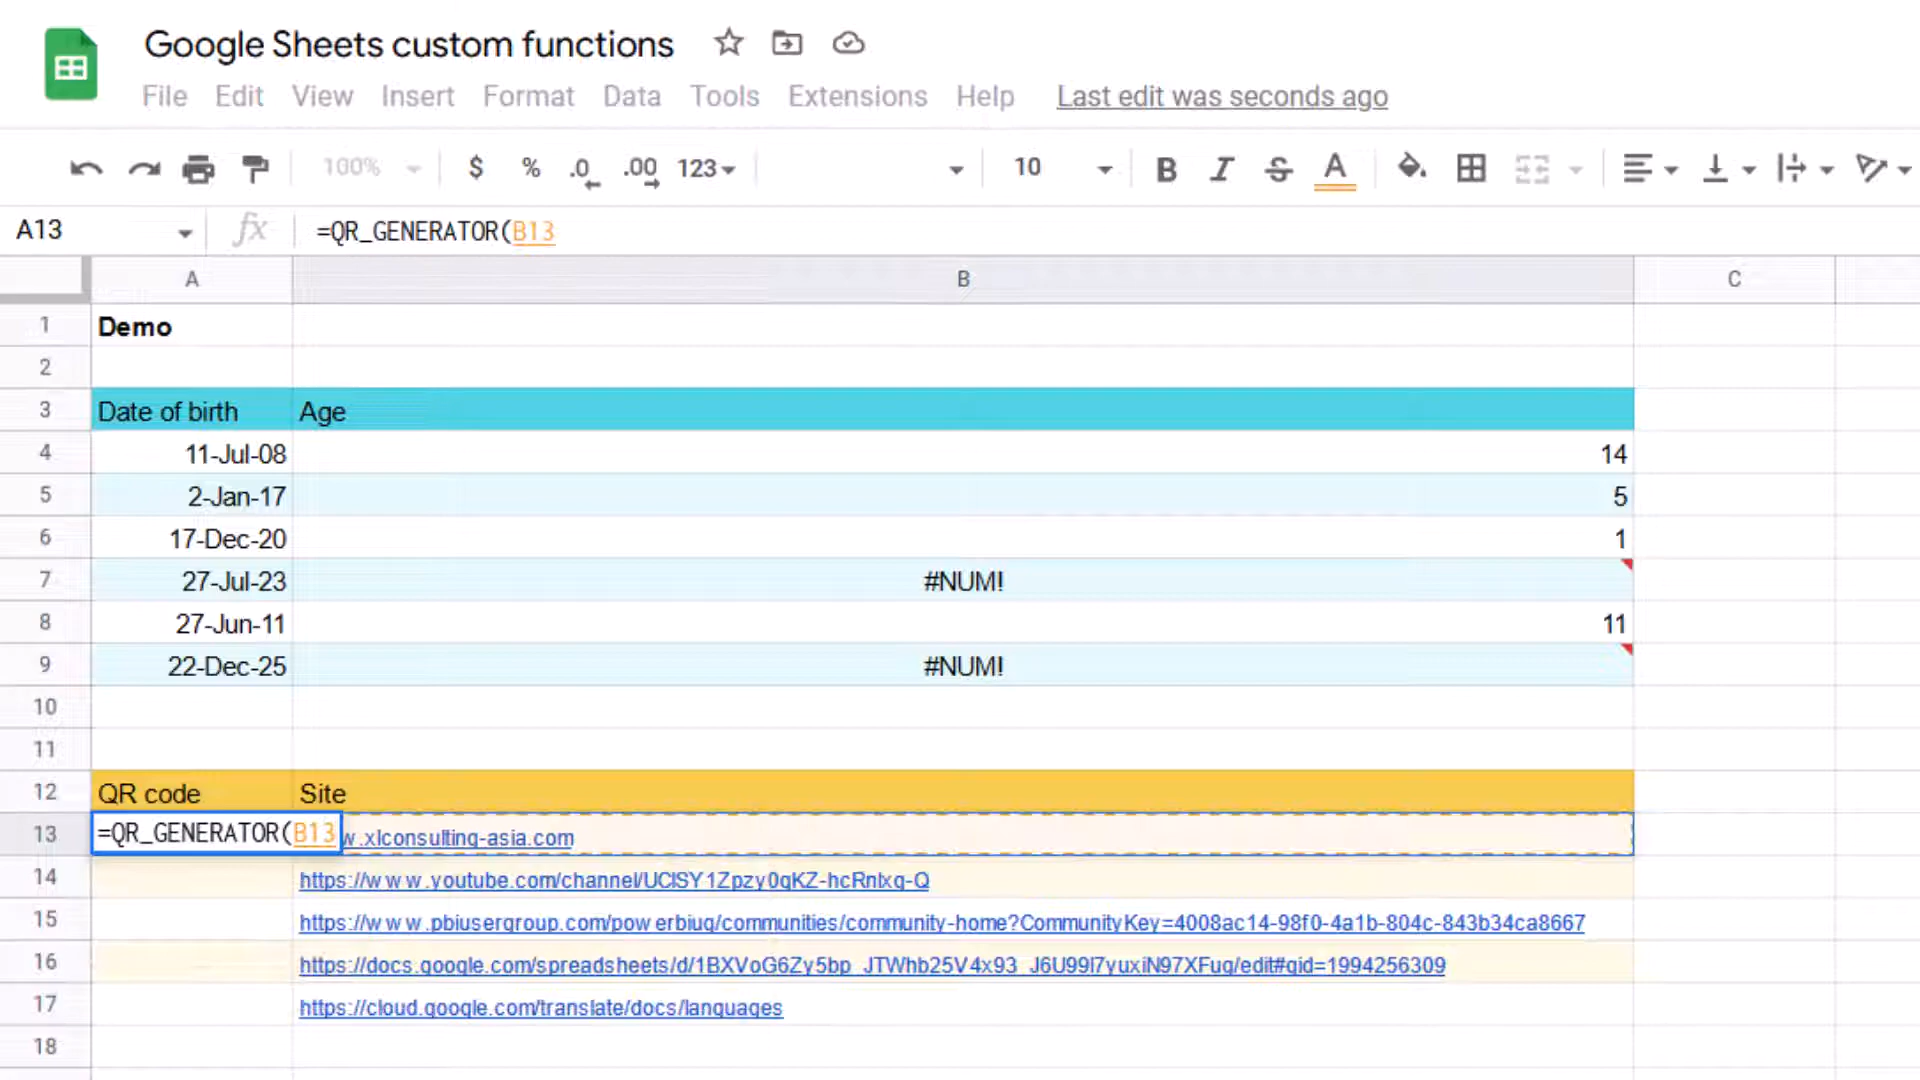 Google Sheets custom functions
File Edit View Insert Format Data Tools Extensions Help Last edit was seconds ago
100% $ % .0 .00 123 10 B I S A
A13 fx =QR_GENERATOR(B13
A B C
1 Demo
2
3 Date of birth Age
4 11-Jul-08 14
5 2-Jan-17 5
6 17-Dec-20 1
7 27-Jul-23 #NUM!
8 27-Jun-11 11
9 22-Dec-25 #NUM!
10
11
12 QR code Site
13 =QR_GENERATOR(B13 w.xlconsulting-asia.com
14 https://www.youtube.com/channel/UClSY1Zpzy0qKZ-hcRnlxq-Q
15 https://www.pbiusergroup.com/powerbiug/communities/community-home?CommunityKey=4008ac14-98f0-4a1b-804c-843b34ca8667
16 https://docs.google.com/spreadsheets/d/1BXVoG6Zy5bp_JTWhb25V4x93_J6U99l7yuxiN97XFug/edit#gid=1994256309
17 https://cloud.google.com/translate/docs/languages
18